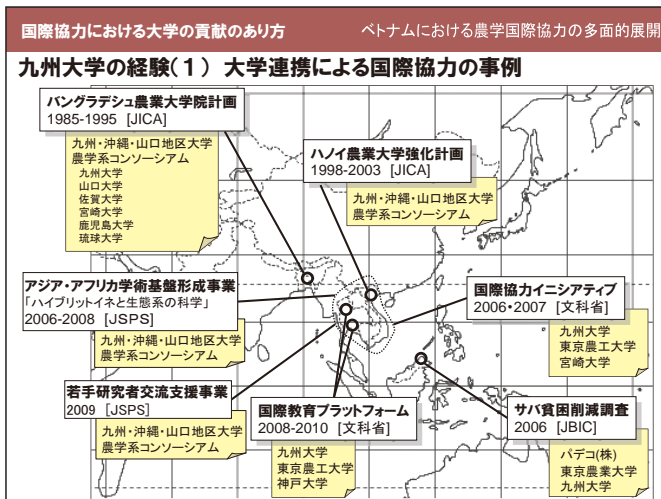 国際協力における大学の貢献のあり方
ベトナムにおける農学国際協力の多面的展開
九州大学の経験(1) 大学連携による国際協力の事例
バングラデシュ農業大学院計画
1985-1995 [JICA]
九州・沖縄・山口地区大学
農学系コンソーシアム
九州大学
山口大学
佐賀大学
宮崎大学
鹿児島大学
琉球大学
ハノイ農業大学強化計画
1998-2003 [JICA]
九州・沖縄・山口地区大学
農学系コンソーシアム
アジア・アフリカ学術基盤形成事業
「ハイブリットイネと生態系の科学」
2006-2008 [JSPS]
九州・沖縄・山口地区大学
農学系コンソーシアム
国際協力イニシアティブ
2006・2007 [文科省]
九州大学
東京農工大学
宮崎大学
若手研究者交流支援事業
2009 [JSPS]
九州・沖縄・山口地区大学
農学系コンソーシアム
国際教育プラットフォーム
2008-2010 [文科省]
九州大学
東京農工大学
神戸大学
サバ貧困削減調査
2006 [JBIC]
パデコ(株)
東京農業大学
九州大学